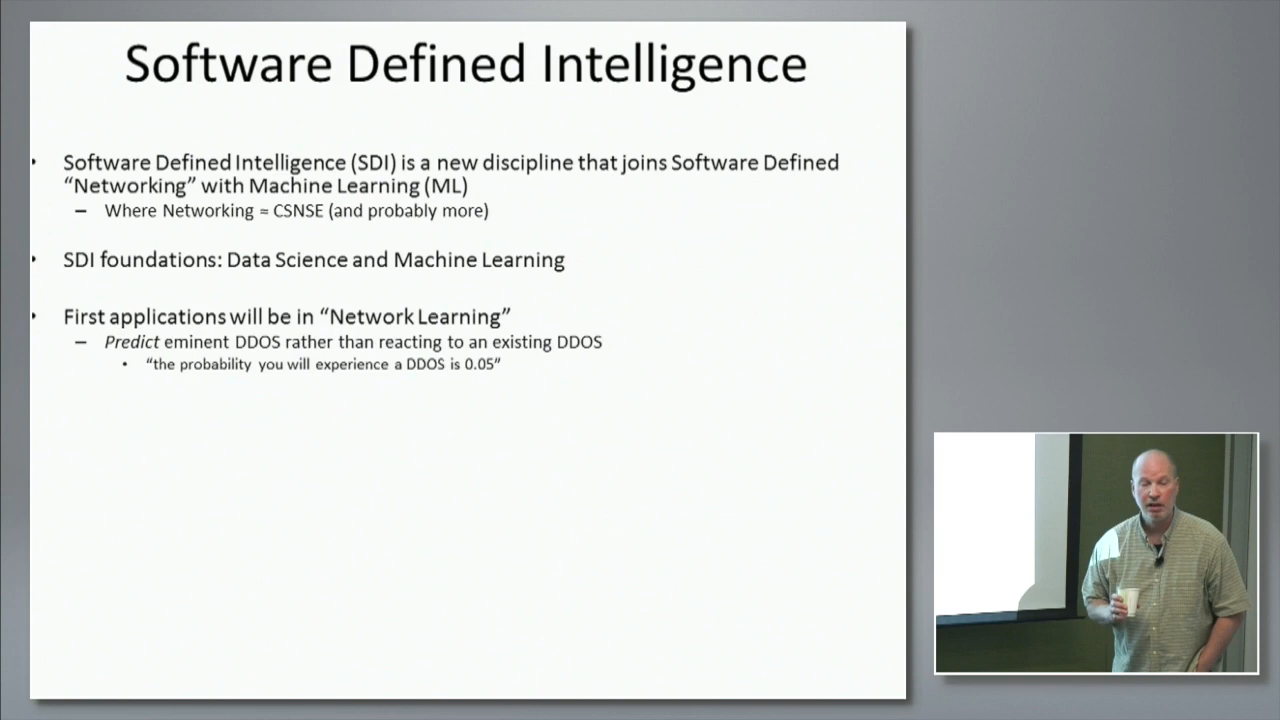 Software Defined Intelligence
• Software Defined Intelligence (SDI) is a new discipline that joins Software Defined
“Networking” with Machine Learning (ML)
– Where Networking = CSNSE (and probably more)
• SDI foundations: Data Science and Machine Learning
• First applications will be in “Network Learning”
– Predict eminent DDOS rather than reacting to an existing DDOS
• “the probability you will experience a DDOS is 0.05”